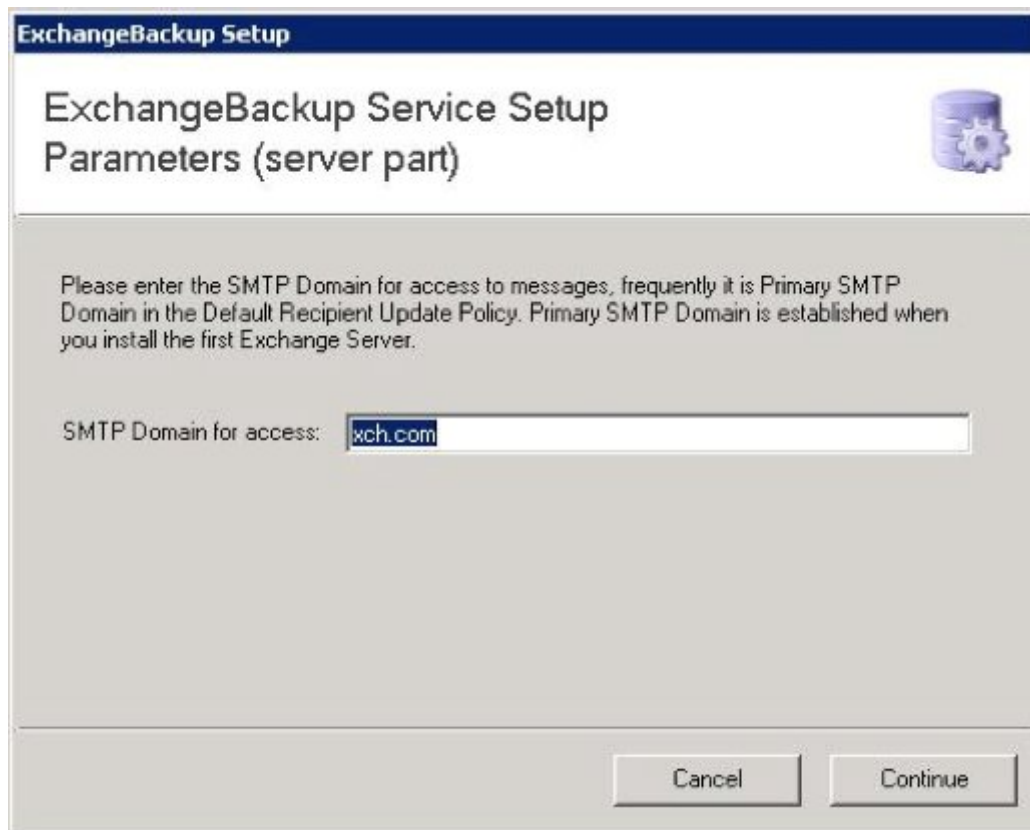 ExchangeBackup Setup
ExchangeBackup Service Setup
Parameters (server part)
Please enter the SMTP Domain for access to messages, frequently it is Primary SMTP
Domain in the Default Recipient Update Policy. Primary SMTP Domain is established when
you install the first Exchange Server.
SMTP Domain for access: xch.com
Cancel Continue